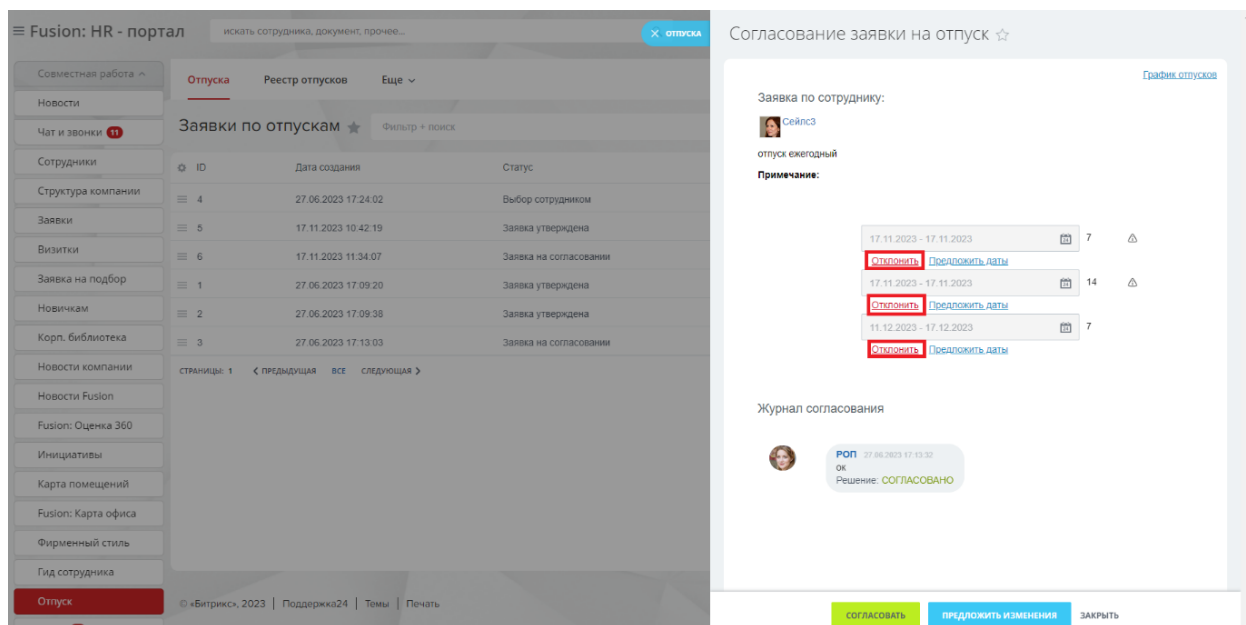 Fusion: HR - портал
искать сотрудника, документ, прочее...
ОТПУСКА
Совместная работа
Новости
Чат и звонки 11
Сотрудники
Структура компании
Заявки
Визитки
Заявка на подбор
Новичкам
Корп. библиотека
Новости компании
Новости Fusion
Fusion: Оценка 360
Инициативы
Карта помещений
Fusion: Карта офиса
Фирменный стиль
Гид сотрудника
Отпуск
Отпуска Реестр отпусков Еще
Заявки по отпускам Фильтр + поиск
ID Дата создания Статус
4 27.06.2023 17:24:02 Выбор сотрудником
5 17.11.2023 10:42:19 Заявка утверждена
6 17.11.2023 11:34:07 Заявка на согласовании
1 27.06.2023 17:09:20 Заявка утверждена
2 27.06.2023 17:09:38 Заявка утверждена
3 27.06.2023 17:13:03 Заявка на согласовании
СТРАНИЦЫ: 1 ПРЕДЫДУЩАЯ ВСЕ СЛЕДУЮЩАЯ
© «Битрикс», 2023 | Поддержка24 | Темы | Печать
Согласование заявки на отпуск
График отпусков
Заявка по сотруднику:
Сейлс3
отпуск ежегодный
Примечание:
17.11.2023 - 17.11.2023 7
Отклонить Предложить даты
17.11.2023 - 17.11.2023 14
Отклонить Предложить даты
11.12.2023 - 17.12.2023 7
Отклонить Предложить даты
Журнал согласования
РОП 27.06.2023 17:13:32
ок
Решение: СОГЛАСОВАНО
СОГЛАСОВАТЬ ПРЕДЛОЖИТЬ ИЗМЕНЕНИЯ ЗАКРЫТЬ